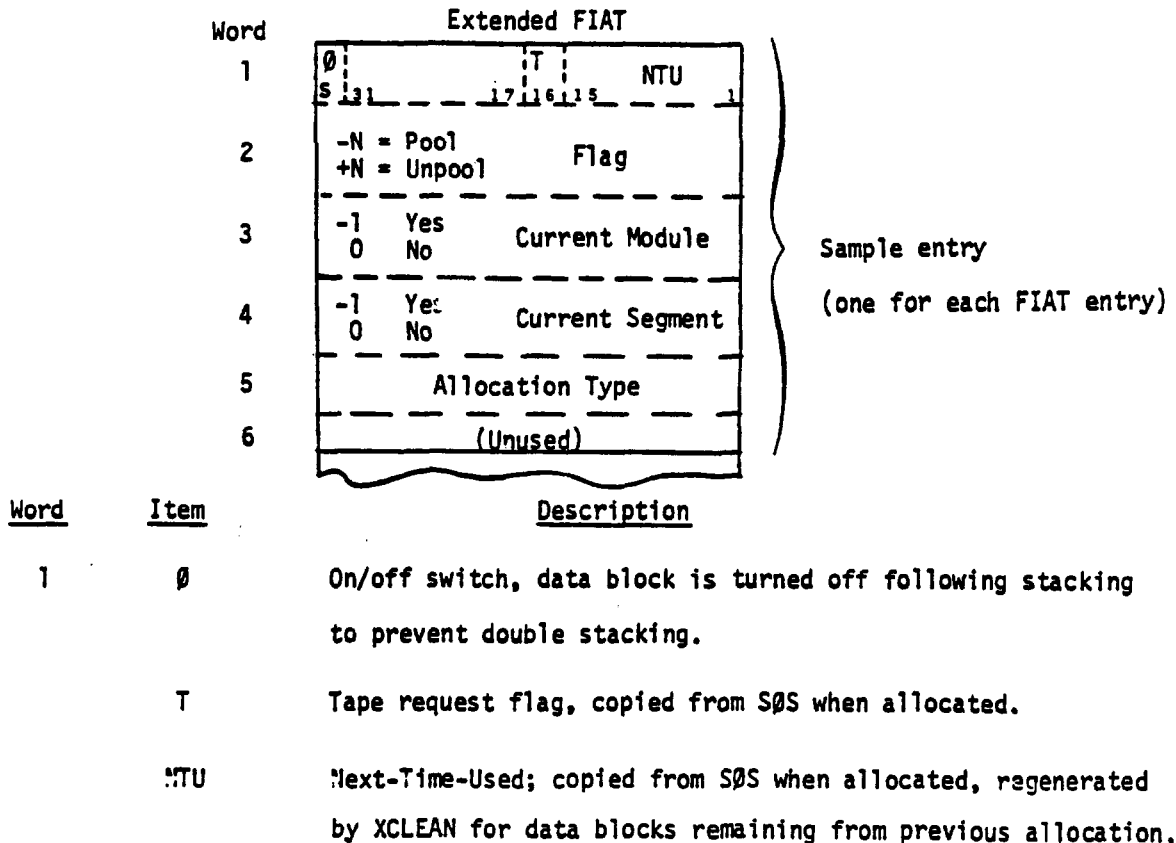 Extended FIAT
Word
1 Ø T NTU
S 31 17 16 15 1
2 -N = Pool Flag
+N = Unpool
3 -1 Yes Current Module
0 No
4 -1 Yes Current Segment
0 No
5 Allocation Type
6 (Unused)
Sample entry
(one for each FIAT entry)
Word Item Description
1 Ø On/off switch, data block is turned off following stacking
to prevent double stacking.
T Tape request flag, copied from SØS when allocated.
NTU Next-Time-Used; copied from SØS when allocated, regenerated
by XCLEAN for data blocks remaining from previous allocation.